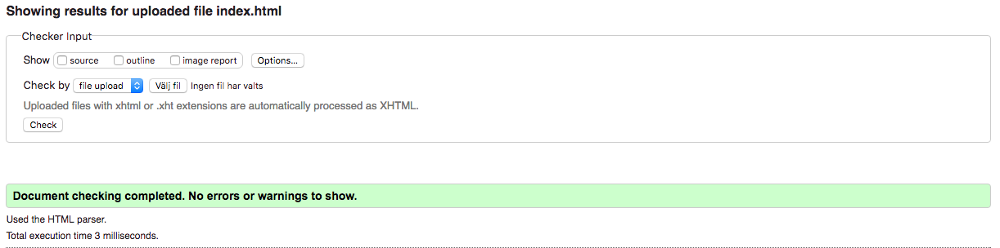 Showing results for uploaded file index.html
Checker Input
Show source outline image report Options...
Check by file upload Välj fil Ingen fil har valts
Uploaded files with xhtml or .xht extensions are automatically processed as XHTML.
Check
Document checking completed. No errors or warnings to show.
Used the HTML parser.
Total execution time 3 milliseconds.